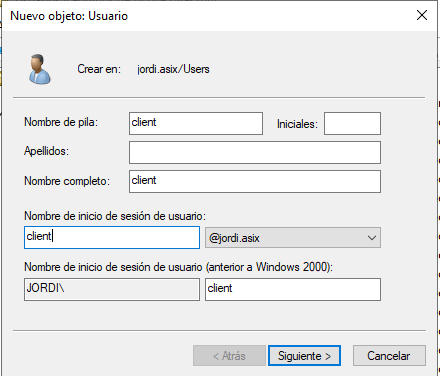 Nuevo objeto: Usuario
Crear en: jordi.asix/Users
Nombre de pila: client Iniciales:
Apellidos:
Nombre completo: client
Nombre de inicio de sesión de usuario:
client @jordi.asix
Nombre de inicio de sesión de usuario (anterior a Windows 2000):
JORDI\ client
< Atrás Siguiente > Cancelar